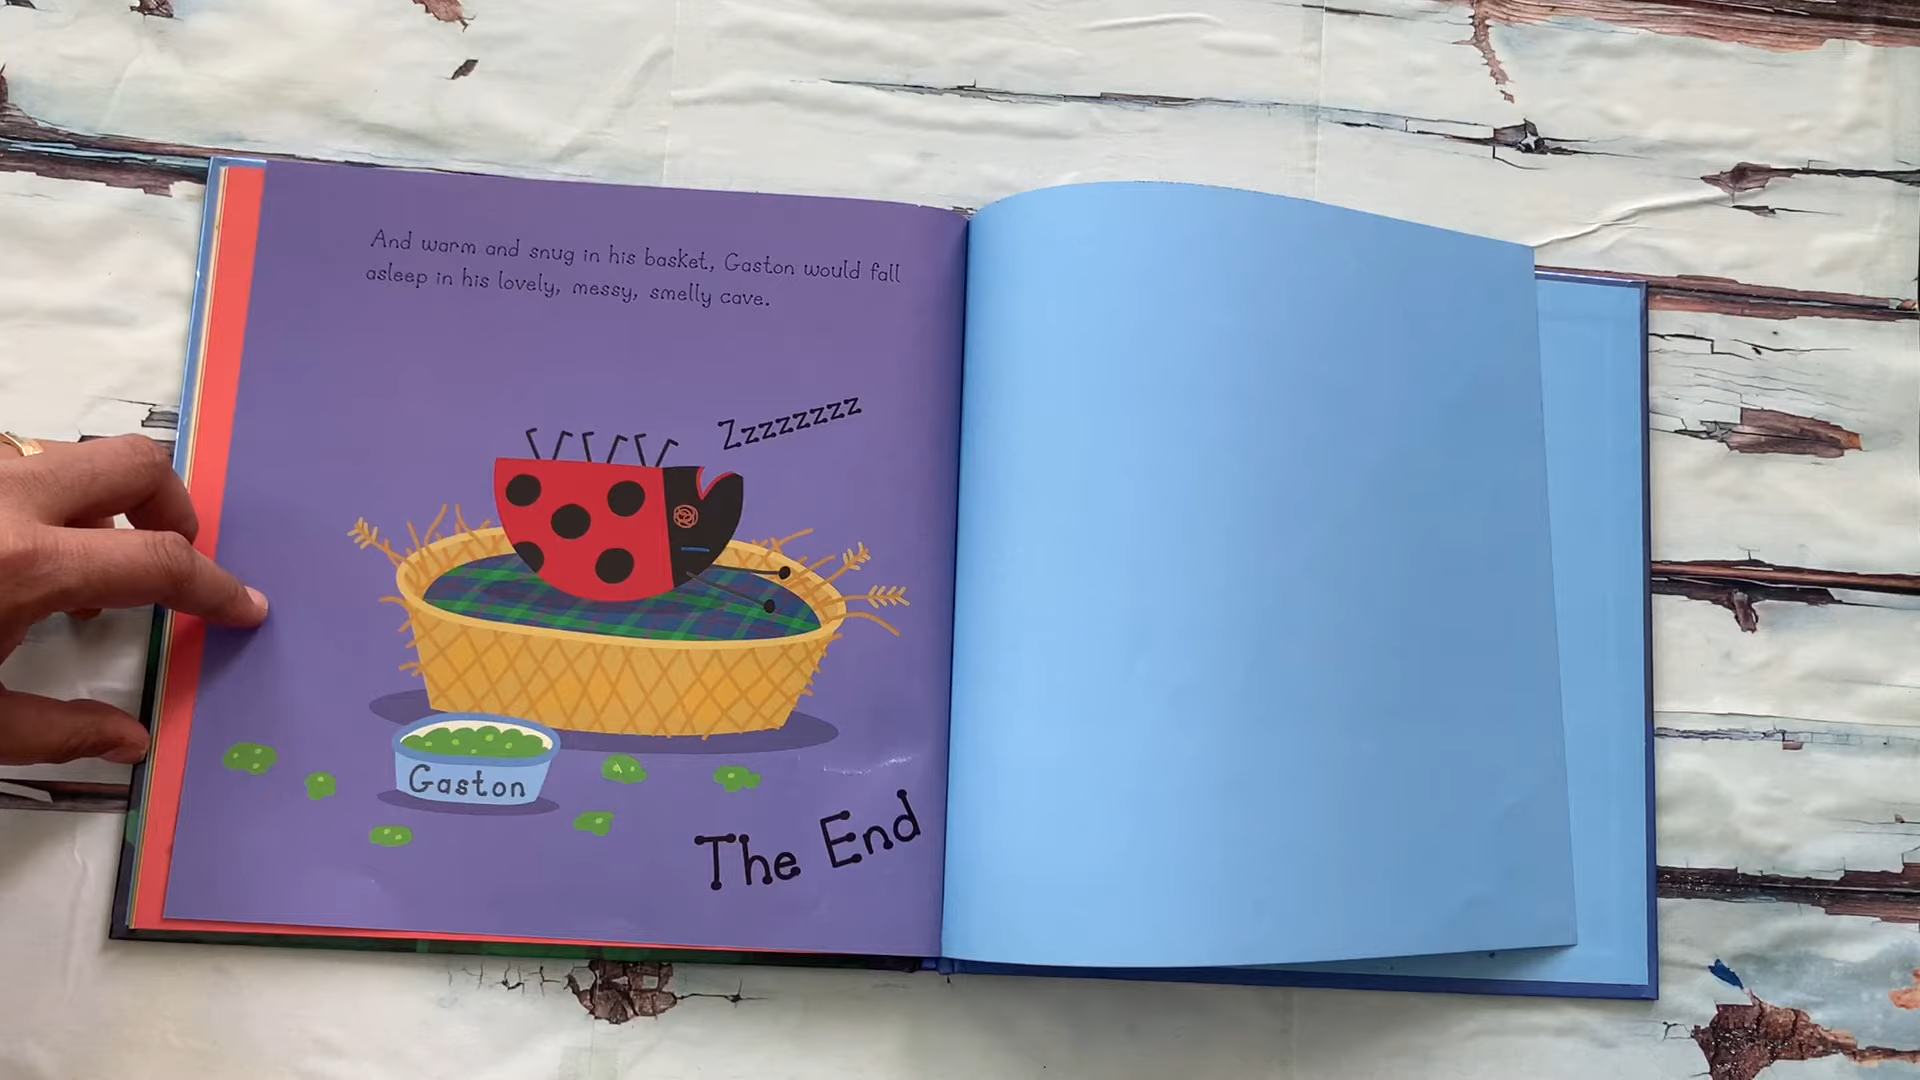 And warm and snug in his basket, Gaston would fall
asleep in his lovely, messy, smelly cave.
Zzzzzzzz
Gaston
The End